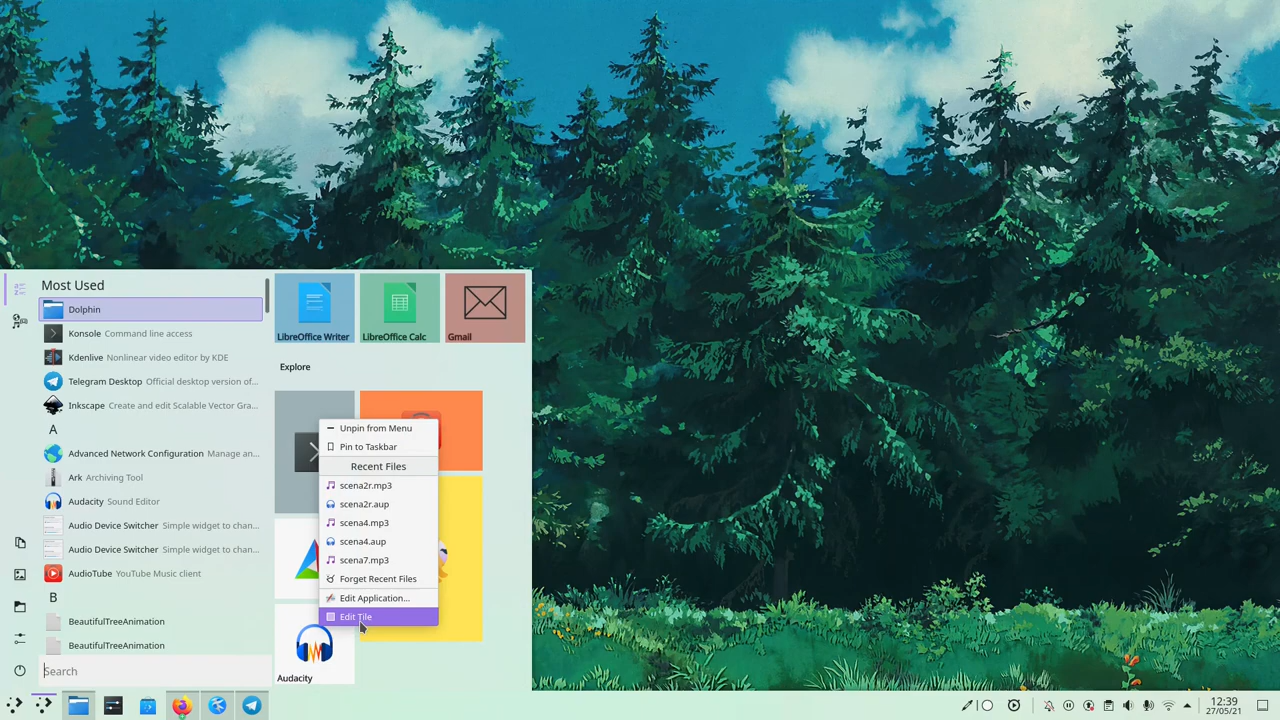 Most Used
Dolphin
Konsole Command line access
Kdenlive Nonlinear video editor by KDE
Telegram Desktop Official desktop version of...
Inkscape Create and edit Scalable Vector Gra...
A
Advanced Network Configuration Manage an...
Ark Archiving Tool
Audacity Sound Editor
Audio Device Switcher Simple widget to chan...
Audio Device Switcher Simple widget to chan...
AudioTube YouTube Music client
B
BeautifulTreeAnimation
BeautifulTreeAnimation
Search
LibreOffice Writer
LibreOffice Calc
Gmail
Explore
Unpin from Menu
Pin to Taskbar
Recent Files
scena2r.mp3
scena2r.aup
scena4.mp3
scena4.aup
scena7.mp3
Forget Recent Files
Edit Application...
Edit Tile
Audacity
12:39
27/05/21